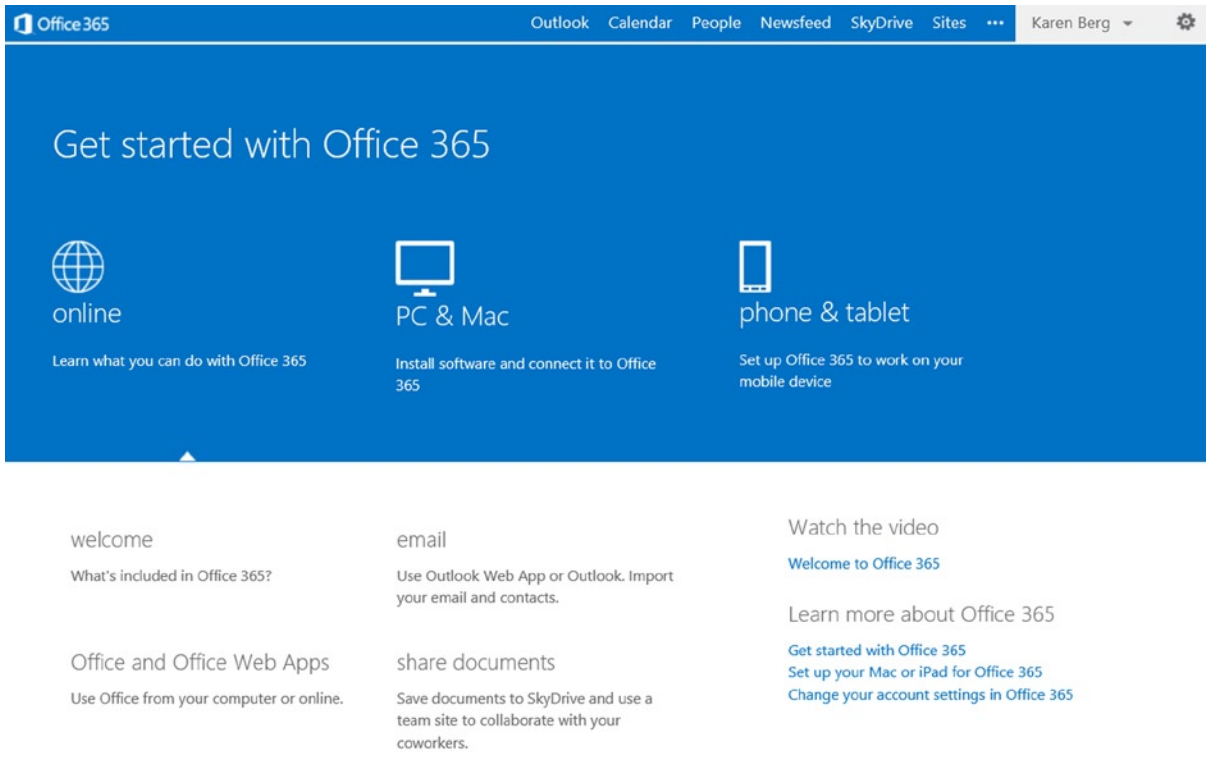 Office 365
Outlook Calendar People Newsfeed SkyDrive Sites ••• Karen Berg
Get started with Office 365
online
Learn what you can do with Office 365
PC & Mac
Install software and connect it to Office
365
phone & tablet
Set up Office 365 to work on your
mobile device
welcome
What's included in Office 365?
email
Use Outlook Web App or Outlook. Import
your email and contacts.
Office and Office Web Apps
Use Office from your computer or online.
share documents
Save documents to SkyDrive and use a
team site to collaborate with your
coworkers.
Watch the video
Welcome to Office 365
Learn more about Office 365
Get started with Office 365
Set up your Mac or iPad for Office 365
Change your account settings in Office 365